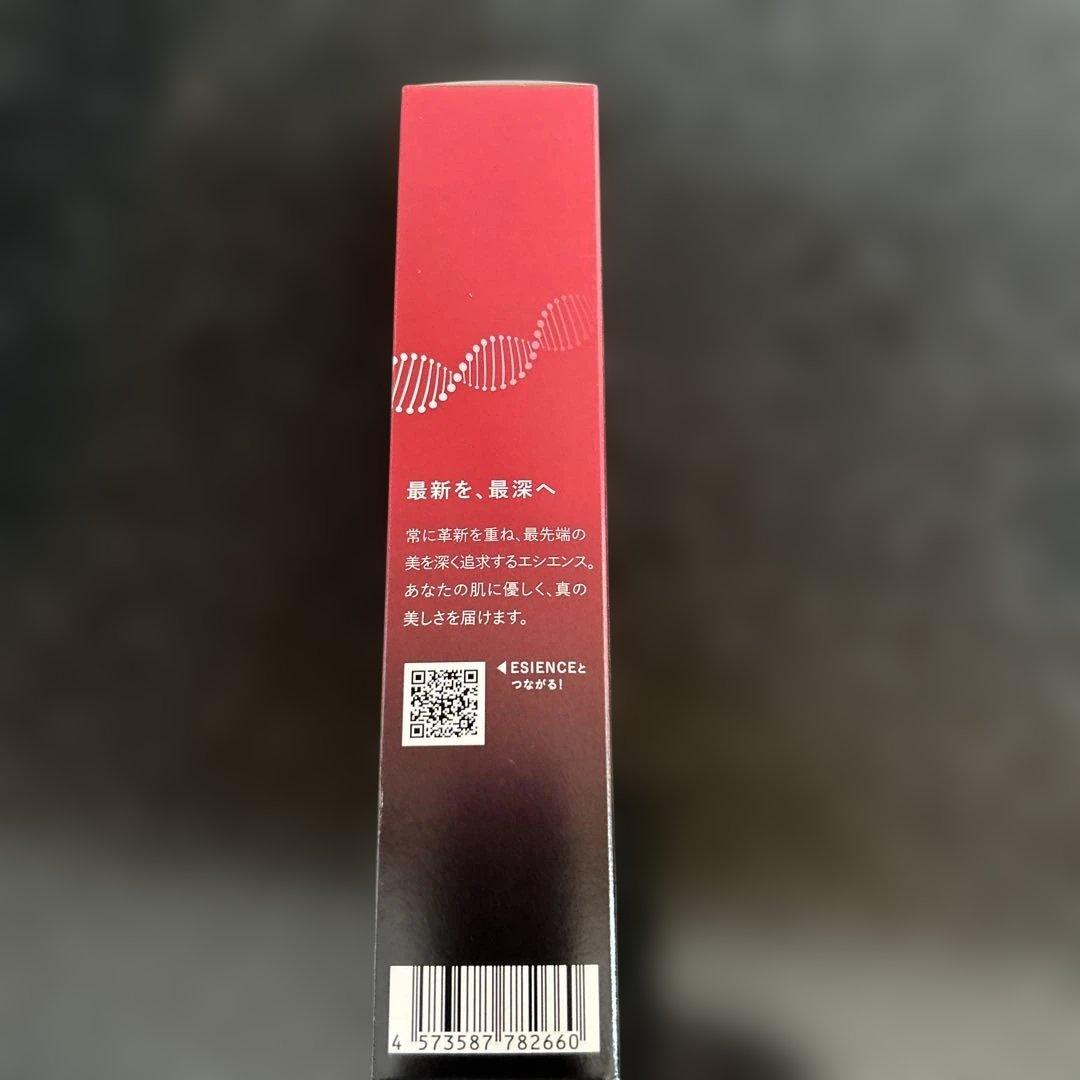 最新を、最深へ
常に革新を重ね、最先端の
美を深く追求するエシエンス。
あなたの肌に優しく、真の
美しさを届けます。
◀ESIENCEと
つながる!
4 573587 782660